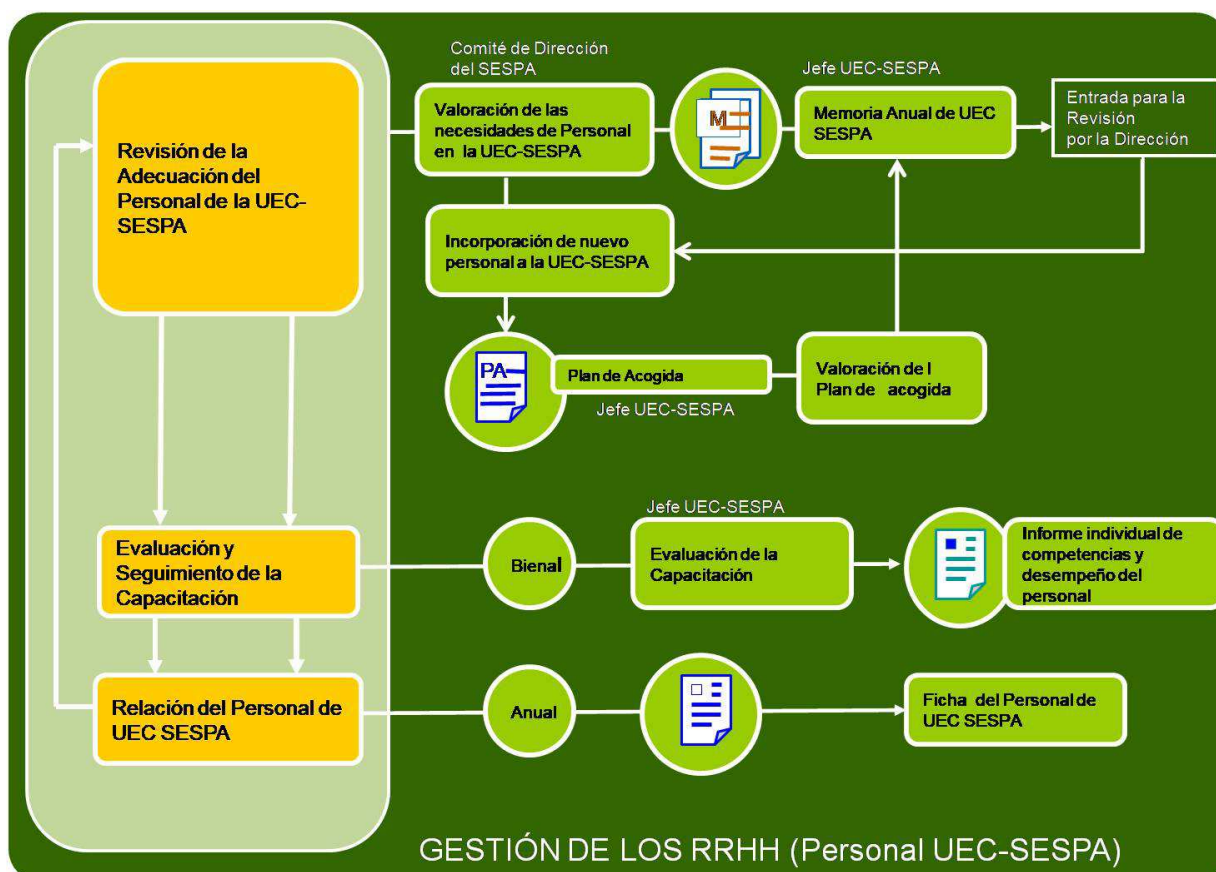 Comité de Dirección
del SESPA
Jefe UEC-SESPA
Revisión de la
Adecuación del
Personal de la UEC-
SESPA
Valoración de las
necesidades de Personal
en la UEC-SESPA
M
Memoria Anual de UEC
SESPA
Entrada para la
Revisión
por la Dirección
Incorporación de nuevo
personal a la UEC-SESPA
PA
Plan de Acogida
Jefe UEC-SESPA
Valoración de l
Plan de acogida
Jefe UEC-SESPA
Evaluación y
Seguimiento de la
Capacitación
Bienal
Evaluación de la
Capacitación
Informe individual de
competencias y
desempeño del
personal
Relación del Personal de
UEC SESPA
Anual
Ficha del Personal de
UEC SESPA
GESTIÓN DE LOS RRHH (Personal UEC-SESPA)